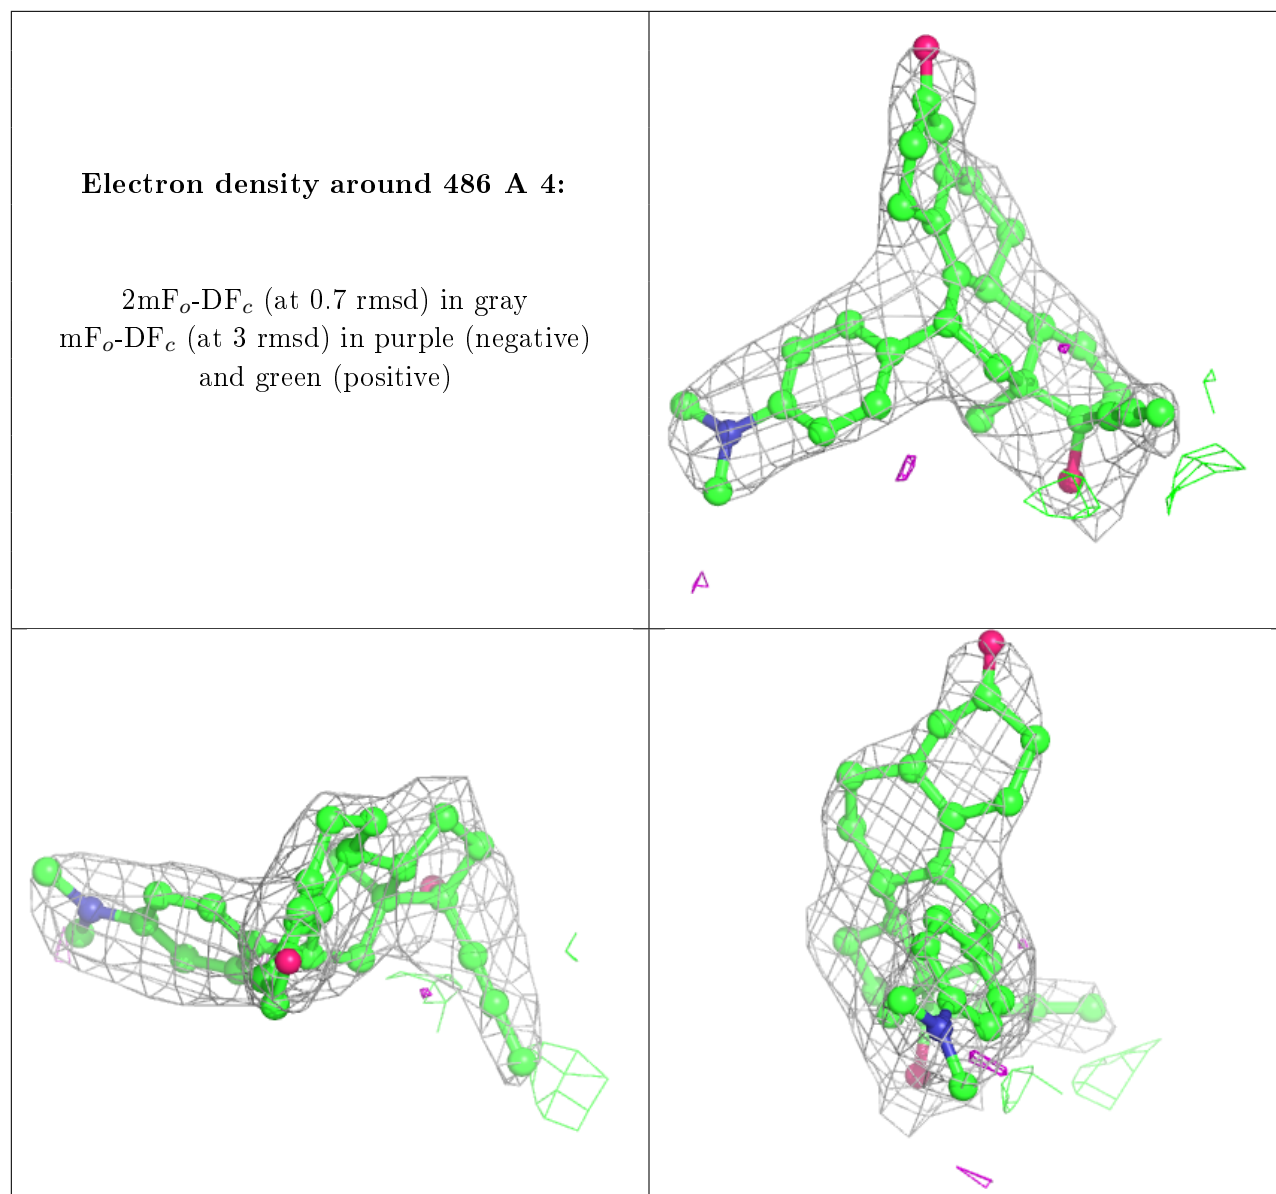 Electron density around 486 A 4:
2mFo-DFc (at 0.7 rmsd) in gray
mFo-DFc (at 3 rmsd) in purple (negative)
and green (positive)